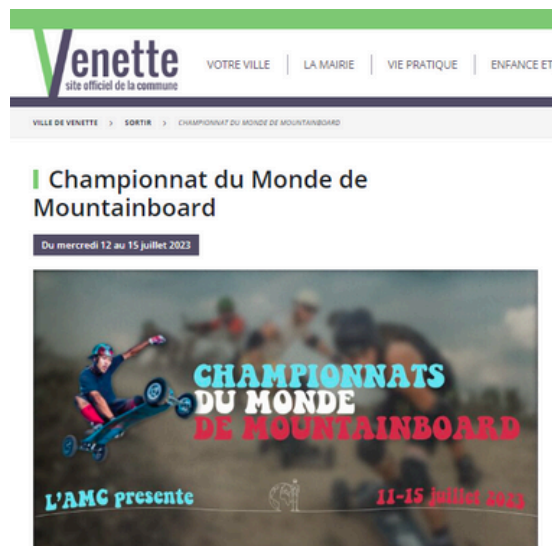 Venette
site officiel de la commune
VOTRE VILLE
LA MAIRIE
VIE PRATIQUE
ENFANCE ET
VILLE DE VENETTE > SORTIR > CHAMPIONNAT DU MONDE DE MOUNTAINBOARD
Championnat du Monde de
Mountainboard
Du mercredi 12 au 15 juillet 2023
CHAMPIONNATS
DU MONDE
DE MOUNTAINBOARD
L'AMC presente
11-15 juillet 2023